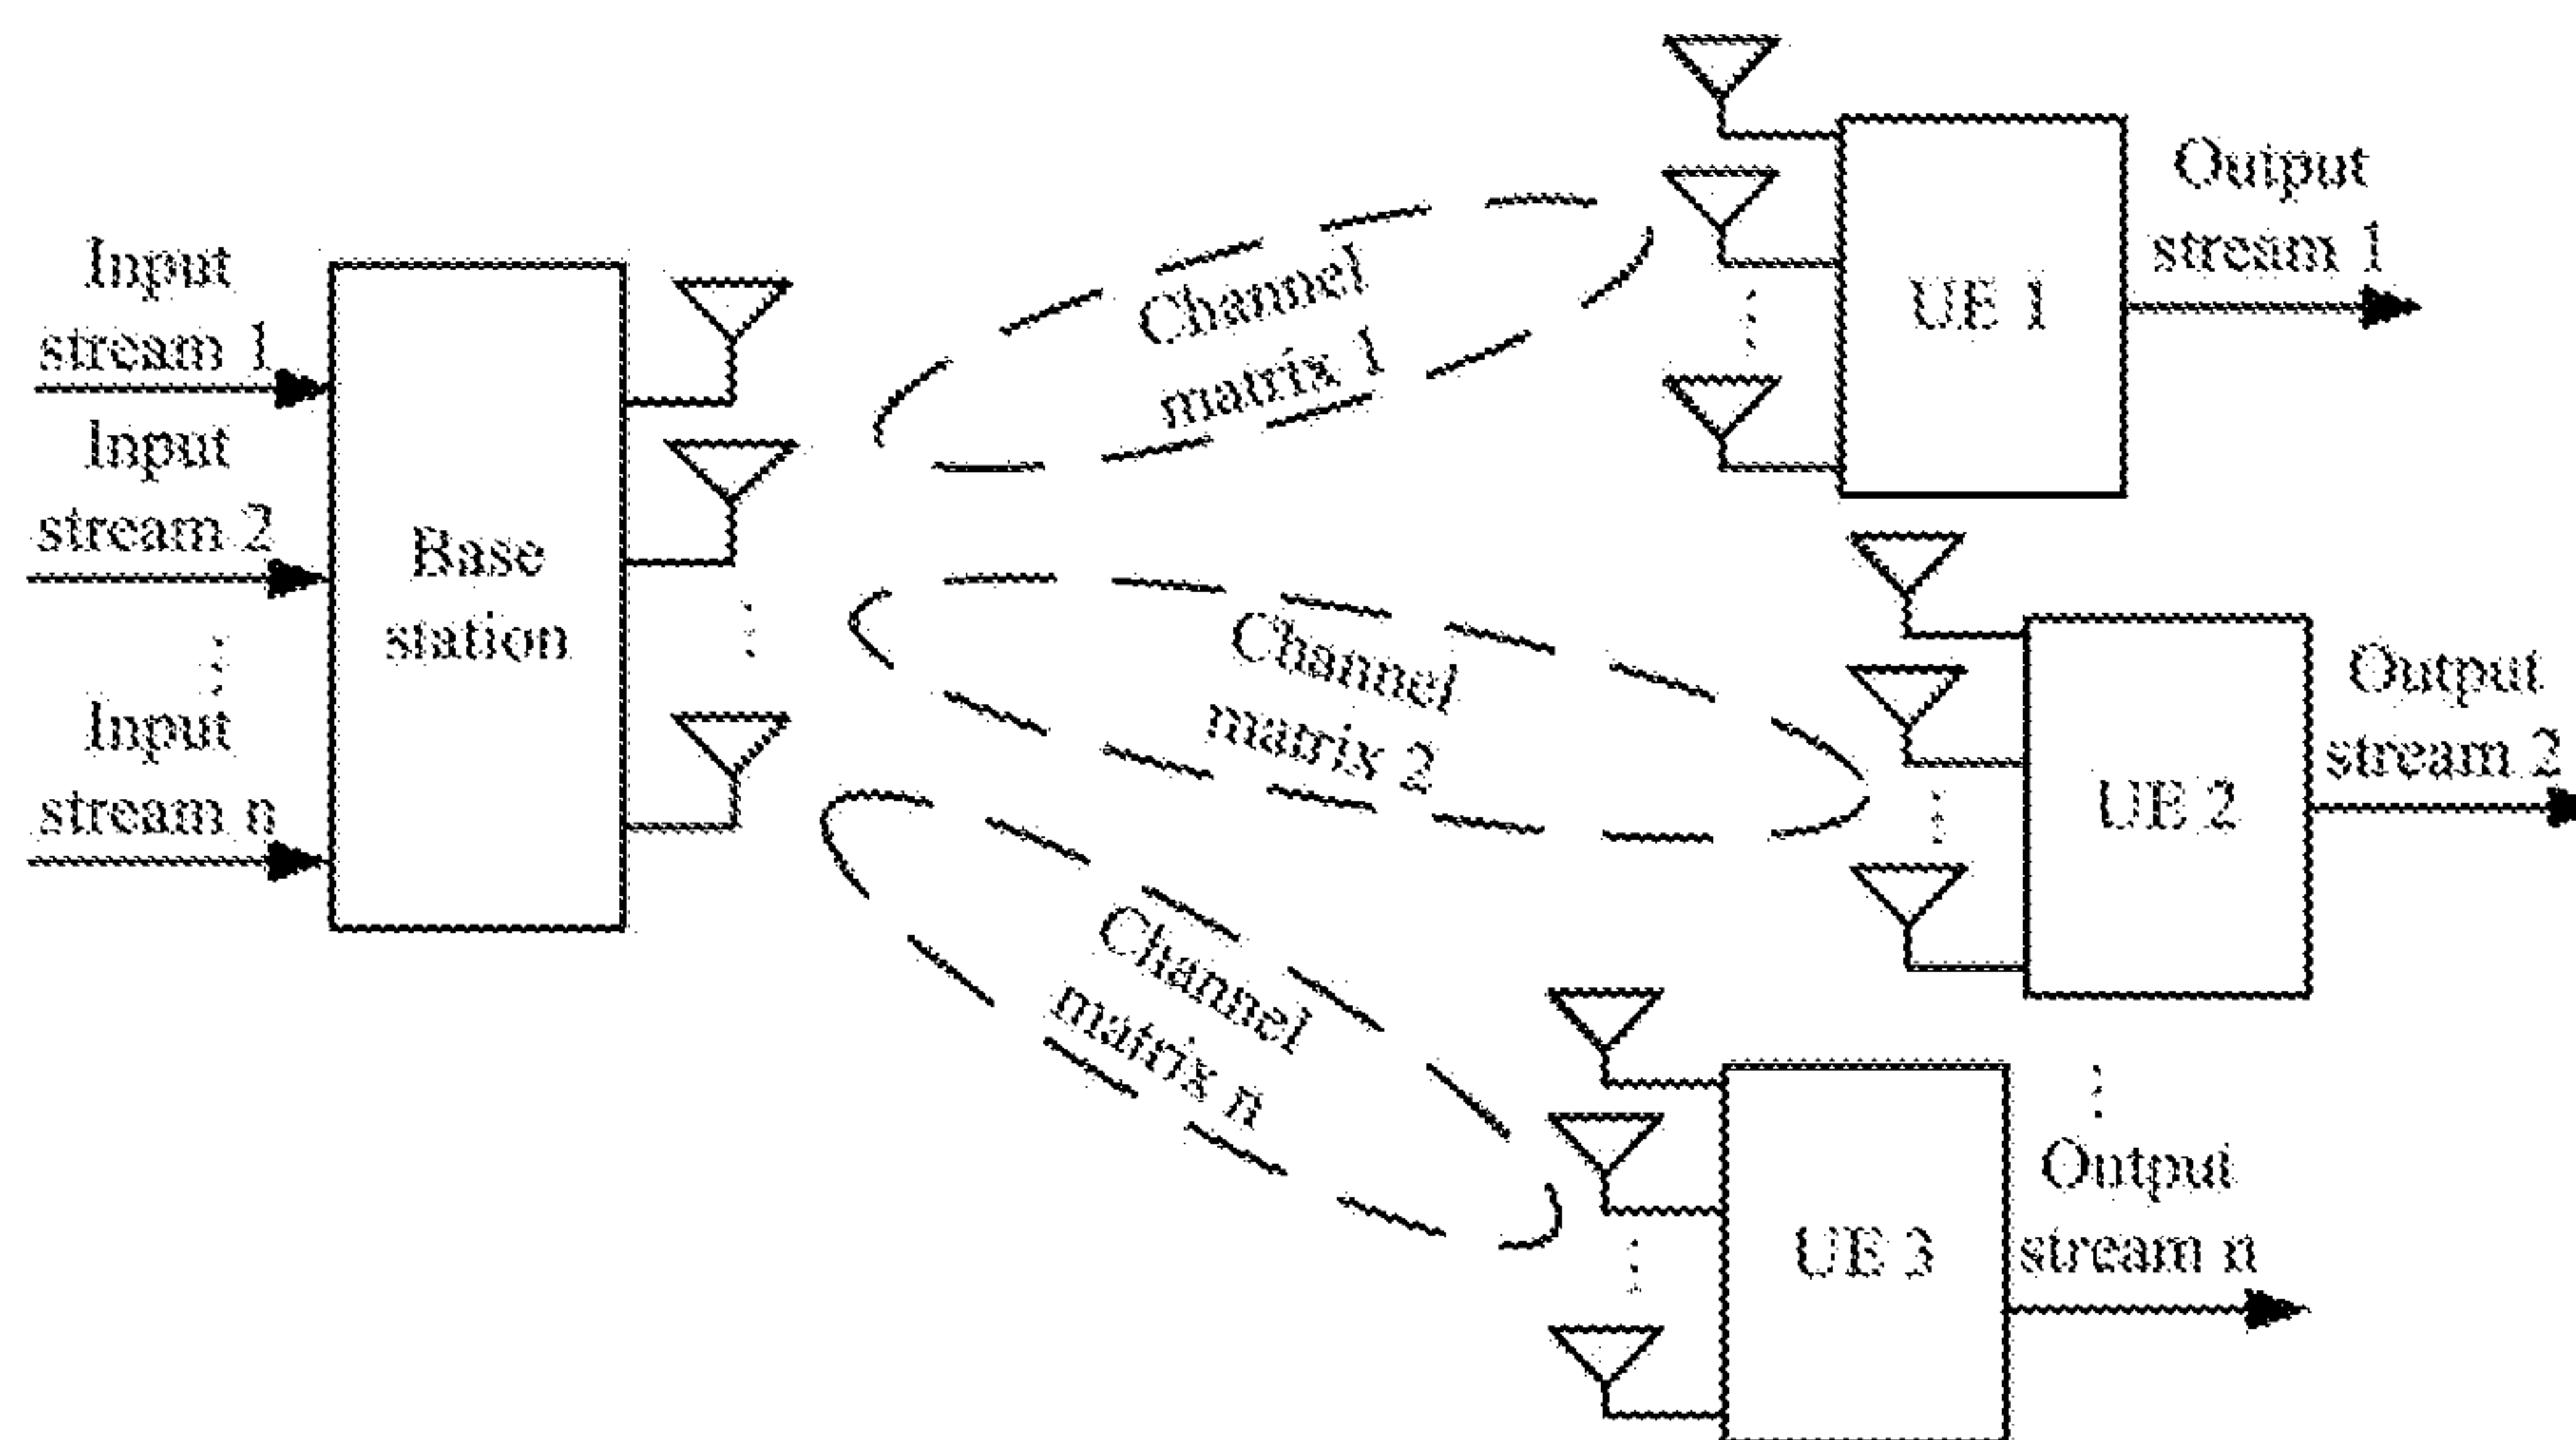 Input
stream 1
Input
stream 2
Input
stream n
Base
station
Channel
matrix 1
Channel
matrix 2
Channel
matrix n
UE 1
Output
stream 1
UE 2
Output
stream 2
UE 3
Output
stream n